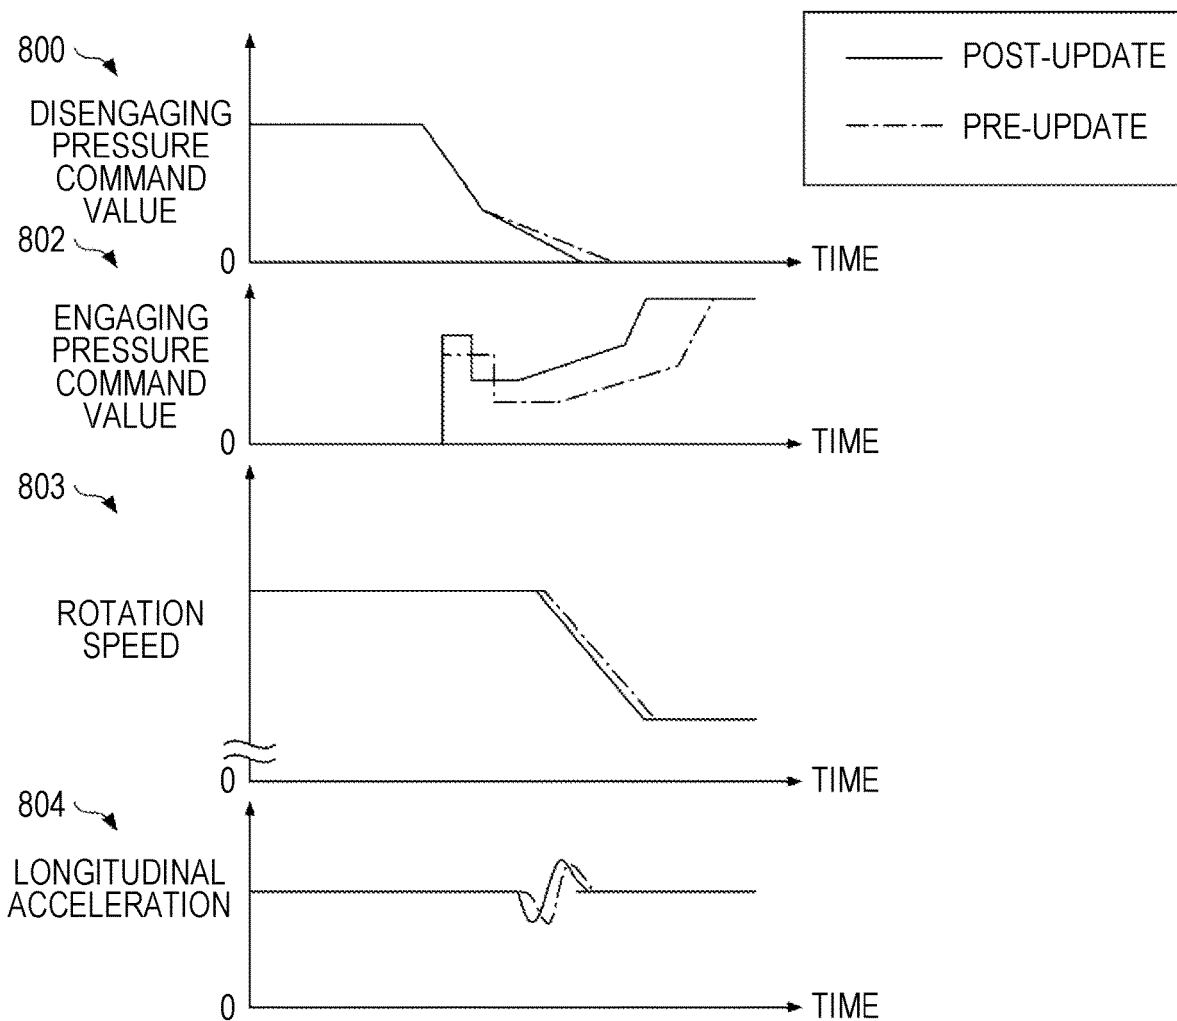 800
DISENGAGING
PRESSURE
COMMAND
VALUE
0
TIME
POST-UPDATE
PRE-UPDATE
802
ENGAGING
PRESSURE
COMMAND
VALUE
0
TIME
803
ROTATION
SPEED
0
TIME
804
LONGITUDINAL
ACCELERATION
0
TIME